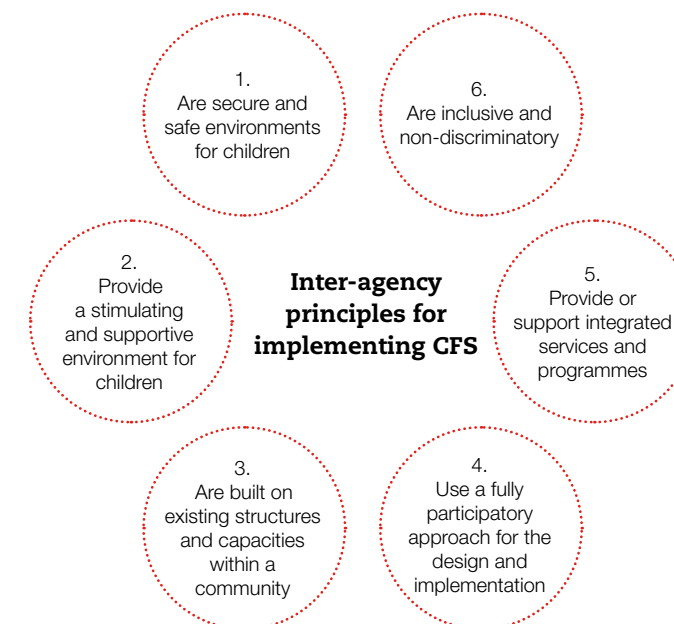 Inter-agency
principles for
implementing CFS
1.
Are secure and
safe environments
for children
2.
Provide
a stimulating
and supportive
environment for
children
3.
Are built on
existing structures
and capacities
within a
community
4.
Use a fully
participatory
approach for the
design and
implementation
5.
Provide or
support integrated
services and
programmes
6.
Are inclusive and
non-discriminatory